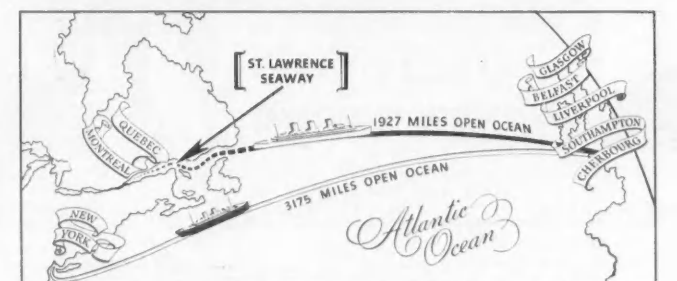 [ST. LAWRENCE
SEAWAY]
GLASGOW
BELFAST
LIVERPOOL
SOUTHAMPTON
CHERBOURG
1927 MILES OPEN OCEAN
QUEBEC
MONTREAL
3175 MILES OPEN OCEAN
NEW
YORK
Atlantic
Ocean